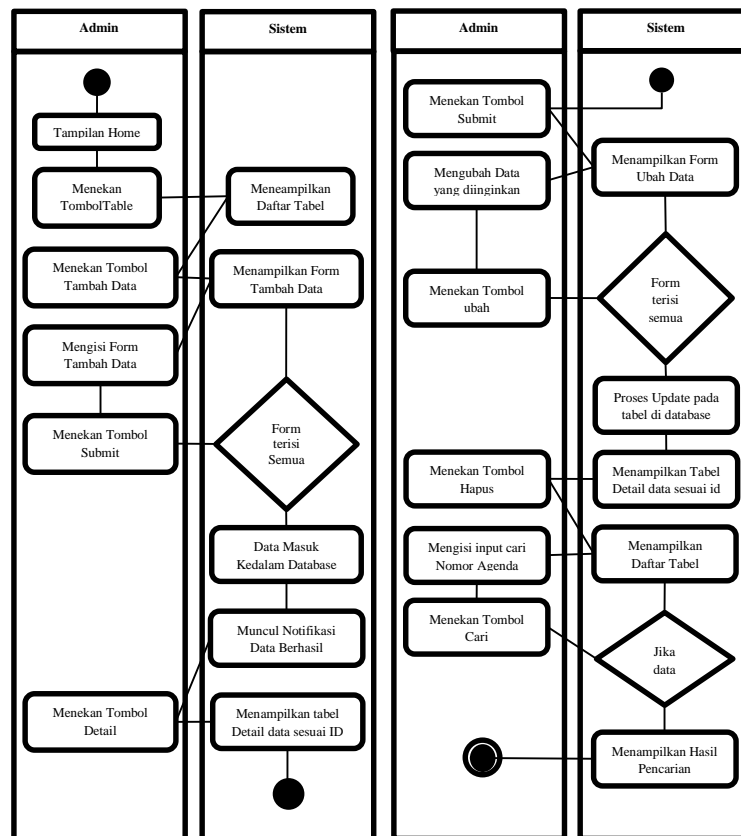 Admin
Sistem
Tampilan Home
Menekan
TombolTable
Meneampilkan
Daftar Tabel
Menekan Tombol
Tambah Data
Menampilkan Form
Tambah Data
Mengisi Form
Tambah Data
Menekan Tombol
Submit
Form
terisi
Semua
Data Masuk
Kedalam Database
Muncul Notifikasi
Data Berhasil
Menekan Tombol
Detail
Menampilkan tabel
Detail data sesuai ID
Admin
Sistem
Menekan Tombol
Submit
Menampilkan Form
Ubah Data
Mengubah Data
yang diinginkan
Menekan Tombol
ubah
Form
terisi
semua
Proses Update pada
tabel di database
Menekan Tombol
Hapus
Menampilkan Tabel
Detail data sesuai id
Mengisi input cari
Nomor Agenda
Menampilkan
Daftar Tabel
Menekan Tombol
Cari
Jika
data
Menampilkan Hasil
Pencarian